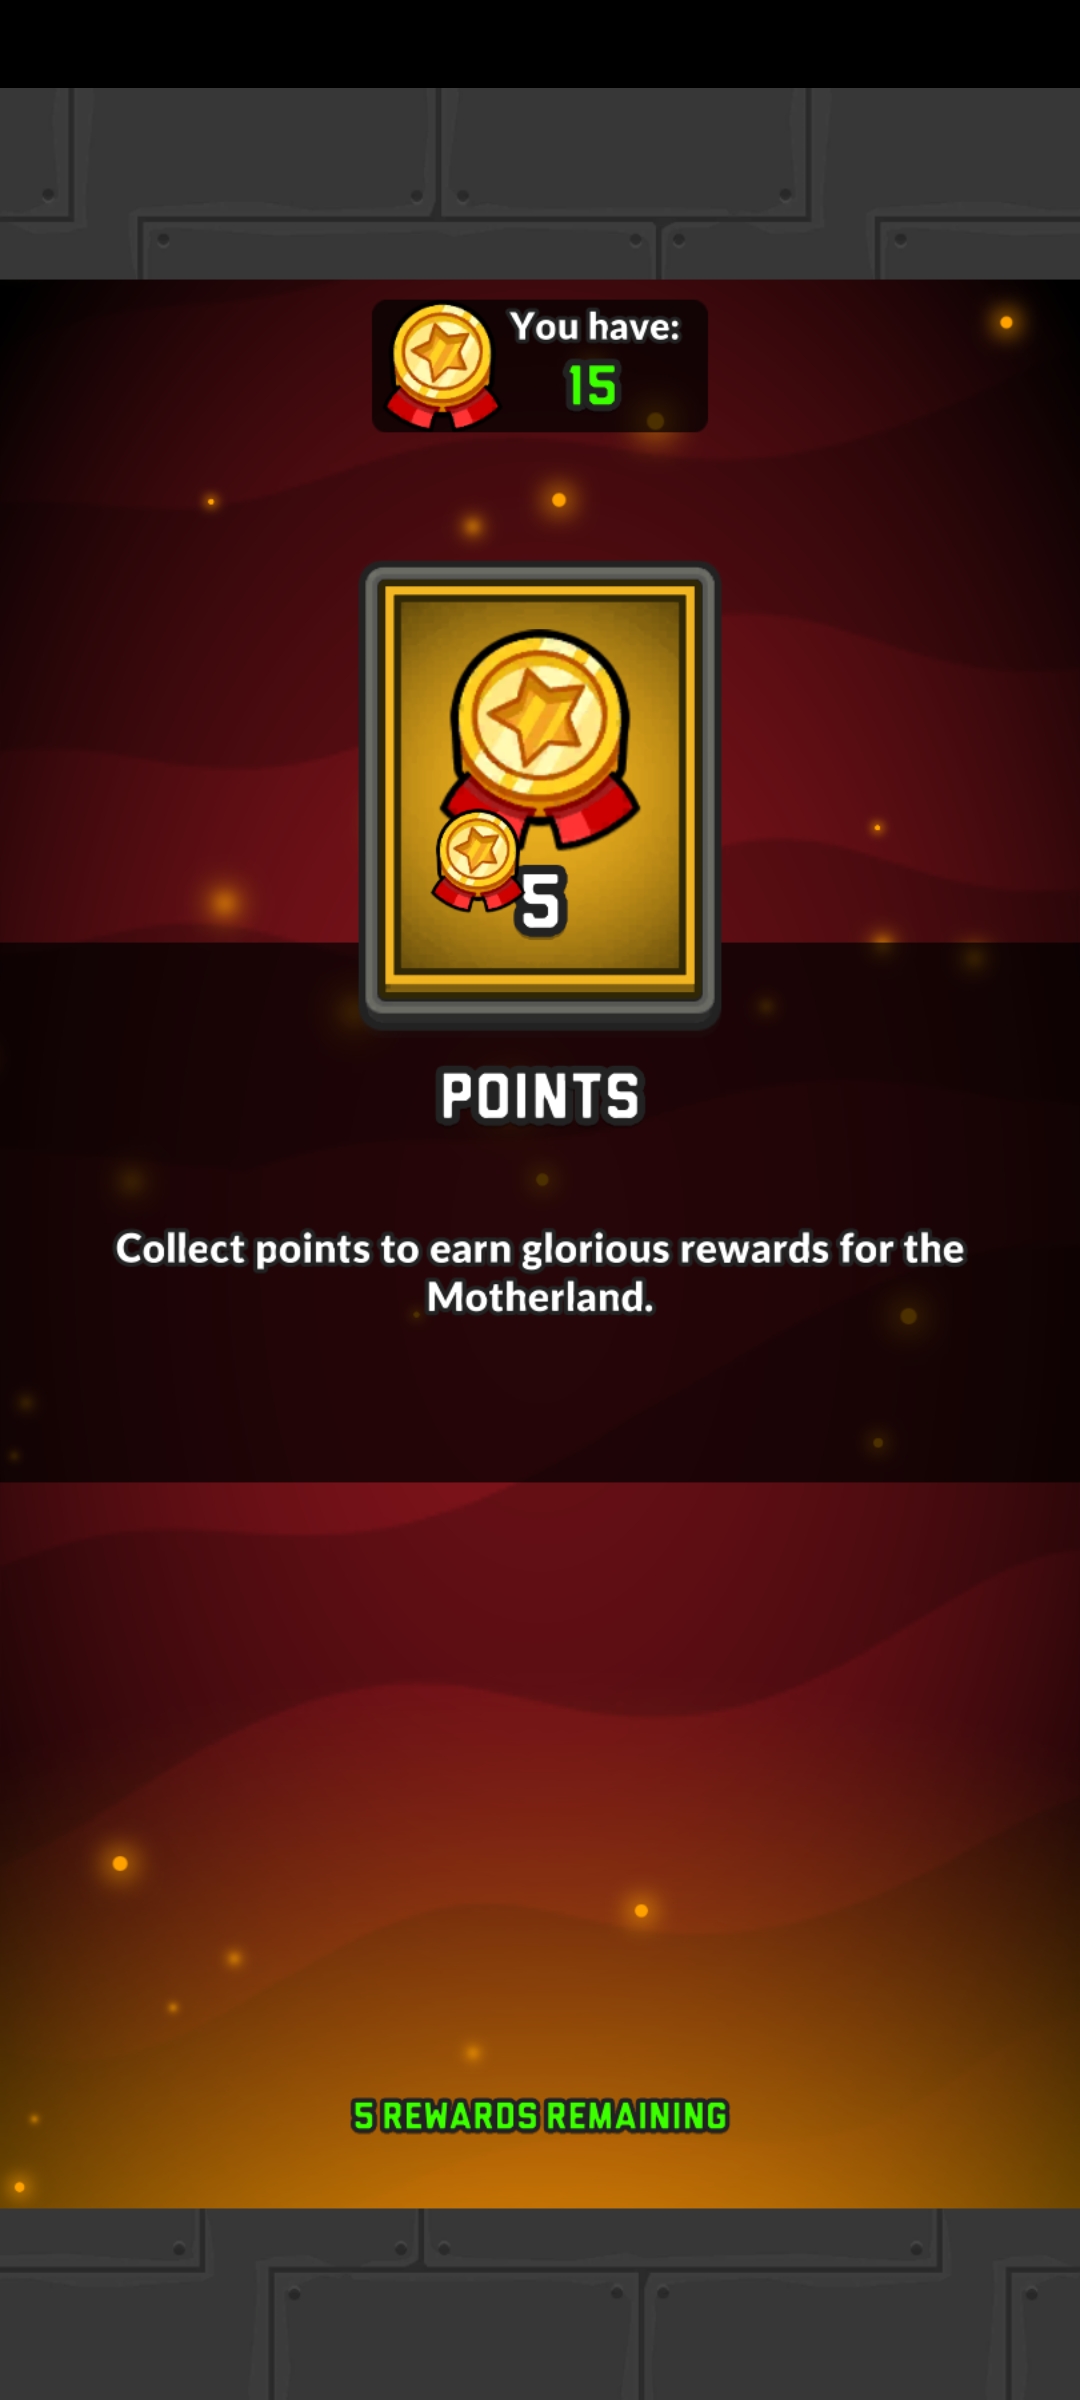 You have:
15
5
POINTS
Collect points to earn glorious rewards for the
Motherland.
5 REWARDS REMAINING